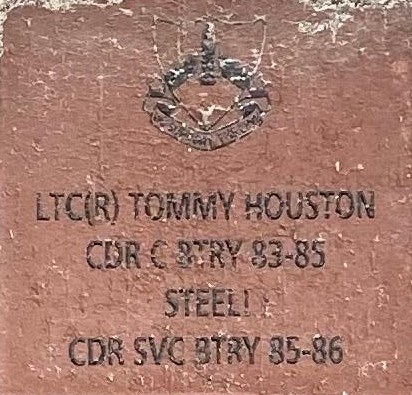 LTC(R) TOMMY HOUSTON
CDR C BTRY 83-85
STEEL!
CDR SVC BTRY 85-86